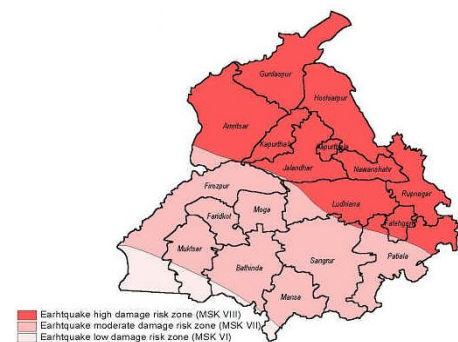 Gurdaspur
Hoshiarpur
Amritsar
Kapurthala
Kapurthala
Jalandhar
Nawanshahr
Firozpur
Rupnagar
Ludhiana
Moga
Faridkot
Fatehgarh
Muktsar
Sangrur
Patiala
Bathinda
Mansa
Earhtquake high damage risk zone (MSK VIII)
Earhtquake moderate damage risk zone (MSK VII)
Earhtquake low damage risk zone (MSK VI)